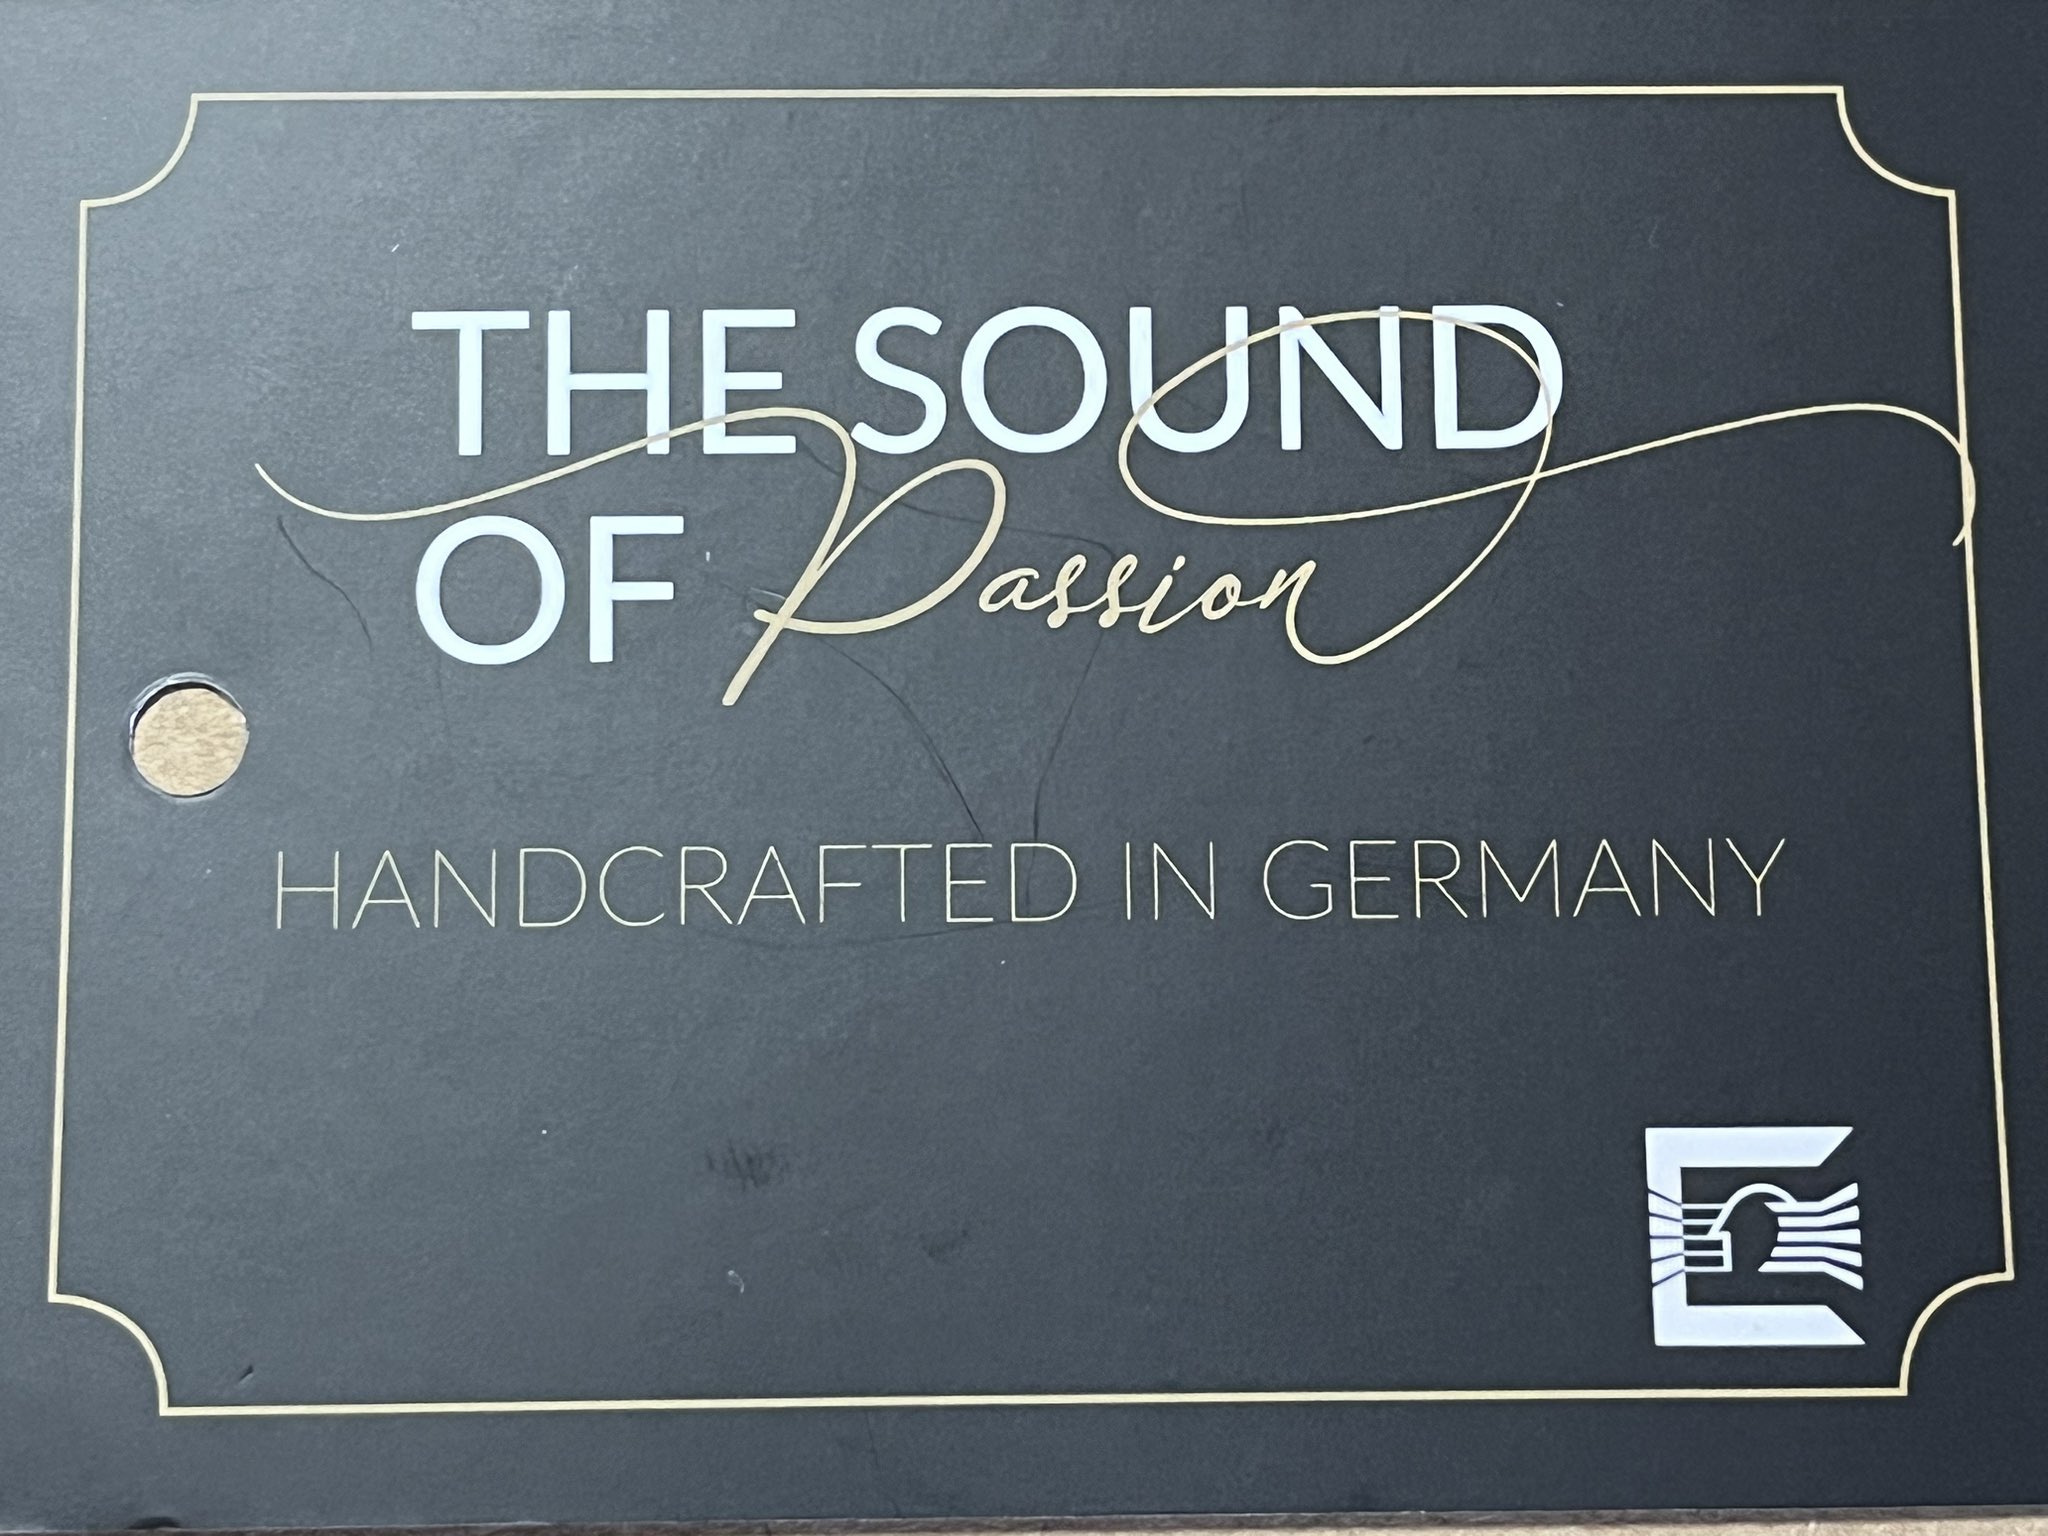 THE SOUND
OF Passion
HANDCRAFTED IN GERMANY